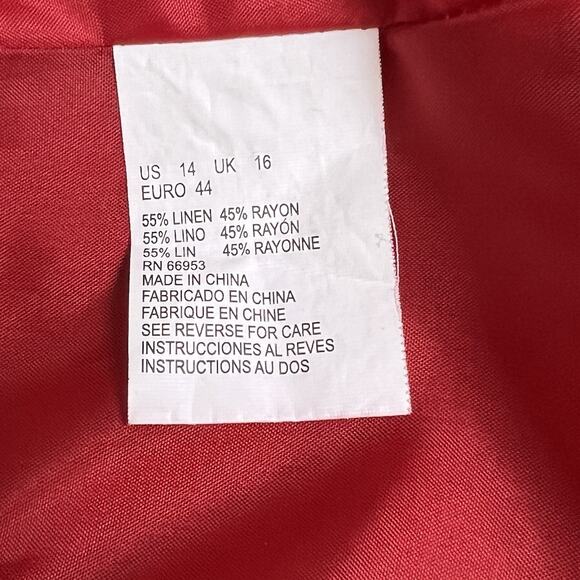 US 14 UK 16
EURO 44
55% LINEN 45% RAYON
55% LINO 45% RAYÓN
55% LIN 45% RAYONNE
RN 66953
MADE IN CHINA
FABRICADO EN CHINA
FABRIQUE EN CHINE
SEE REVERSE FOR CARE
INSTRUCCIONES AL REVES
INSTRUCTIONS AU DOS